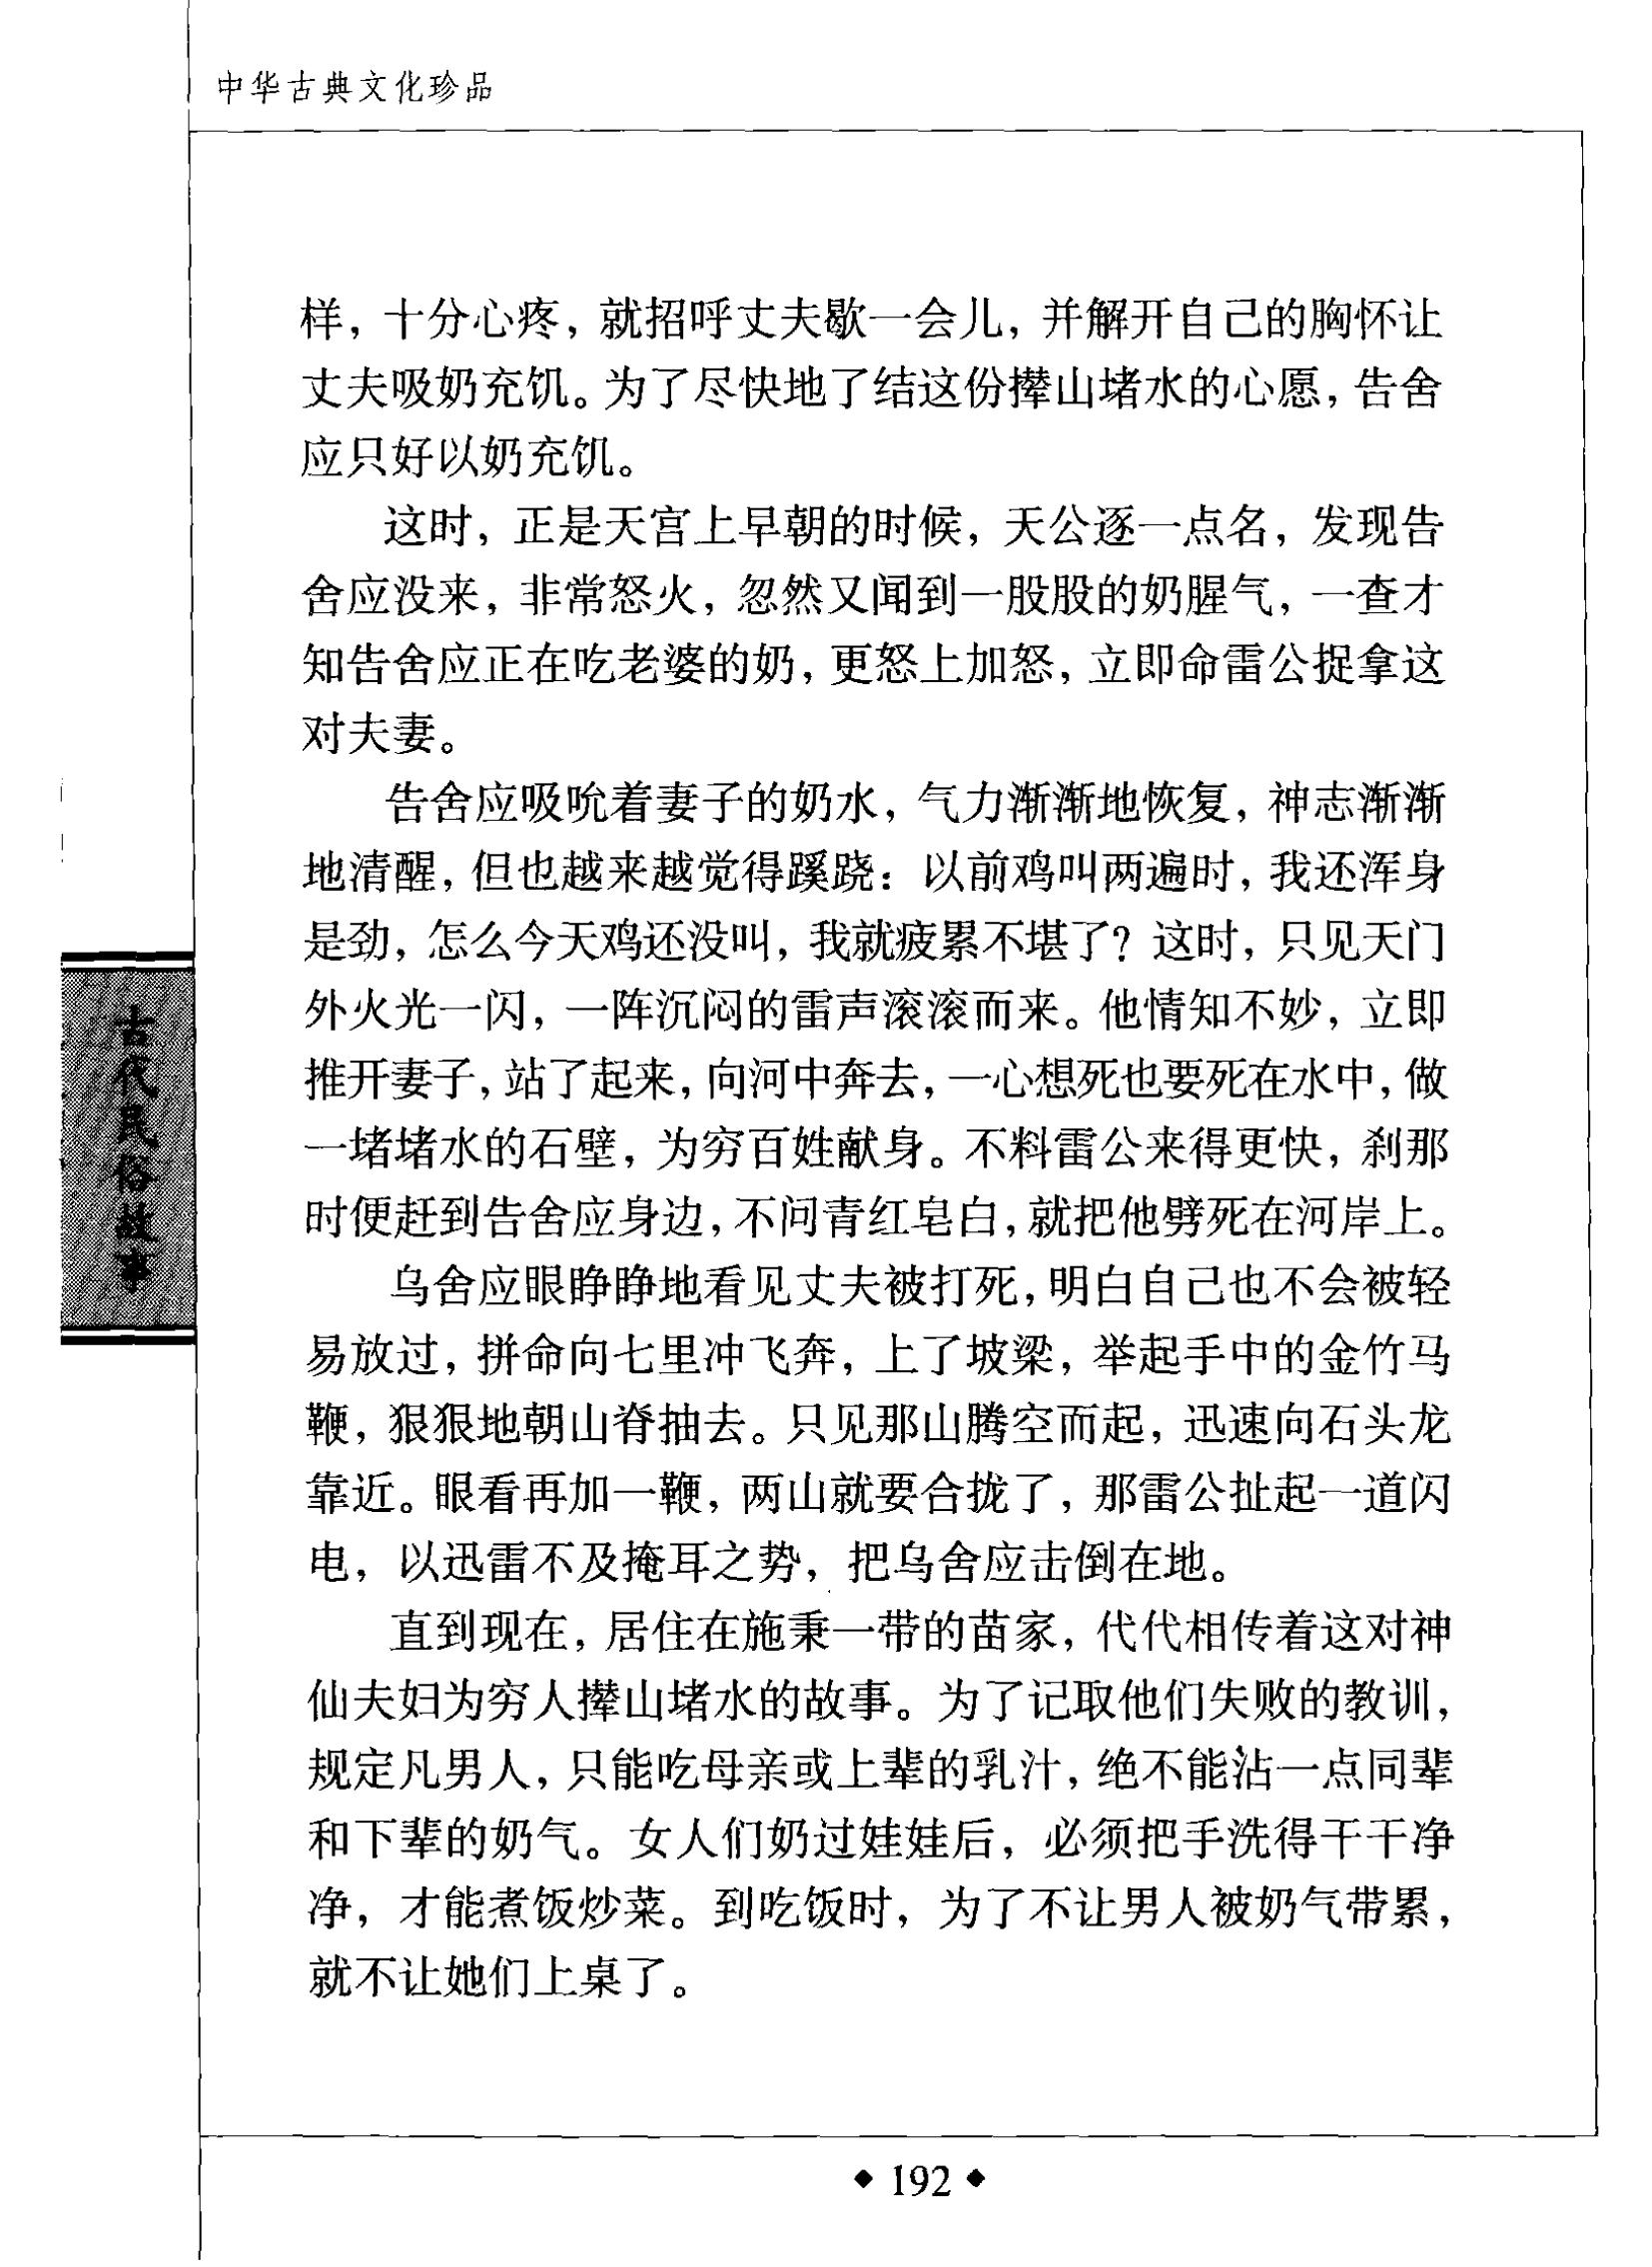 中华古典文化珍品
样，十分心疼，就招呼丈夫歇一会儿，并解开自己的胸怀让
丈夫吸奶充饥。为了尽快地了结这份撵山堵水的心愿，告舍
应只好以奶充饥。
这时，正是天宫上早朝的时候，天公逐一点名，发现告
舍应没来，非常怒火，忽然又闻到一股股的奶腥气，一查才
知告舍应正在吃老婆的奶，更怒上加怒，立即命雷公捉拿这
对夫妻。
告舍应吸吮着妻子的奶水，气力渐渐地恢复，神志渐渐
地清醒，但也越来越觉得蹊跷：以前鸡叫两遍时，我还浑身
是劲，怎么今天鸡还没叫，我就疲累不堪了？这时，只见天门
外火光一闪，一阵沉闷的雷声滚滚而来。他情知不妙，立即
推开妻子，站了起来，向河中奔去，一心想死也要死在水中，做
一堵堵水的石壁，为穷百姓献身。不料雷公来得更快，刹那
时便赶到告舍应身边，不问青红皂白，就把他劈死在河岸上。
乌舍应眼睁睁地看见丈夫被打死，明白自己也不会被轻
易放过，拼命向七里冲飞奔，上了坡梁，举起手中的金竹马
鞭，狠狠地朝山脊抽去。只见那山腾空而起，迅速向石头龙
靠近。眼看再加一鞭，两山就要合拢了，那雷公扯起一道闪
电，以迅雷不及掩耳之势，把乌舍应击倒在地。
直到现在，居住在施秉一带的苗家，代代相传着这对神
仙夫妇为穷人撵山堵水的故事。为了记取他们失败的教训，
规定凡男人，只能吃母亲或上辈的乳汁，绝不能沾一点同辈
和下辈的奶气。女人们奶过娃娃后，必须把手洗得干干净
净，才能煮饭炒菜。到吃饭时，为了不让男人被奶气带累，
就不让她们上桌了。
古代民俗故事
◆ 192 ◆